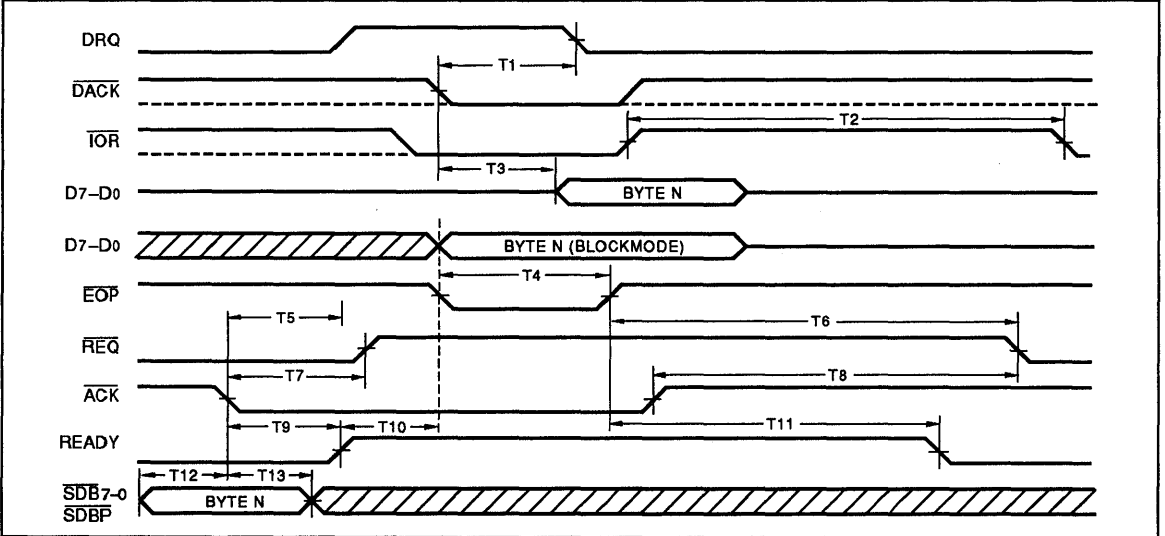 DRQ
T1
DACK
T2
IOR
T3
D7–D0
BYTE N
D7–D0
BYTE N (BLOCKMODE)
T4
EOP
T5
T6
REQ
T7
T8
ACK
T9
T10
T11
READY
T12
T13
SDB7-0
SDBP
BYTE N